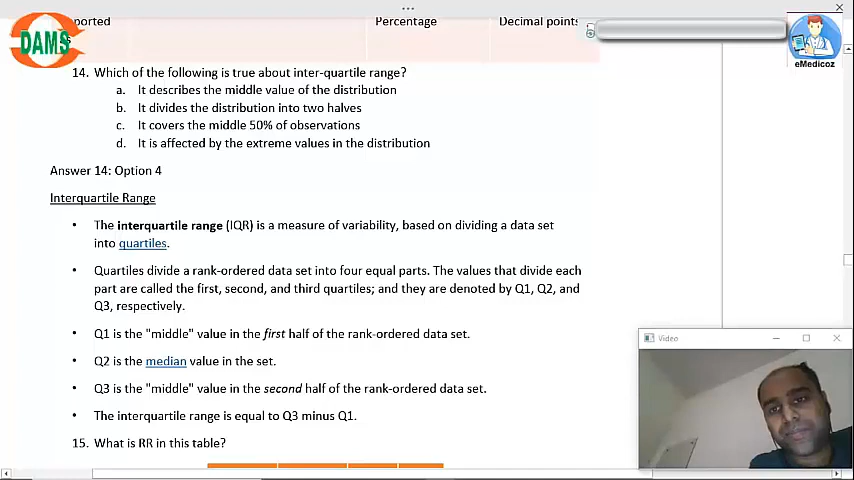 ported
Percentage
Decimal points
DAMS
eMedicoz
14. Which of the following is true about inter-quartile range?
a. It describes the middle value of the distribution
b. It divides the distribution into two halves
c. It covers the middle 50% of observations
d. It is affected by the extreme values in the distribution
Answer 14: Option 4
Interquartile Range
• The interquartile range (IQR) is a measure of variability, based on dividing a data set
into quartiles.
• Quartiles divide a rank-ordered data set into four equal parts. The values that divide each
part are called the first, second, and third quartiles; and they are denoted by Q1, Q2, and
Q3, respectively.
• Q1 is the "middle" value in the first half of the rank-ordered data set.
• Q2 is the median value in the set.
• Q3 is the "middle" value in the second half of the rank-ordered data set.
• The interquartile range is equal to Q3 minus Q1.
15. What is RR in this table?
Video